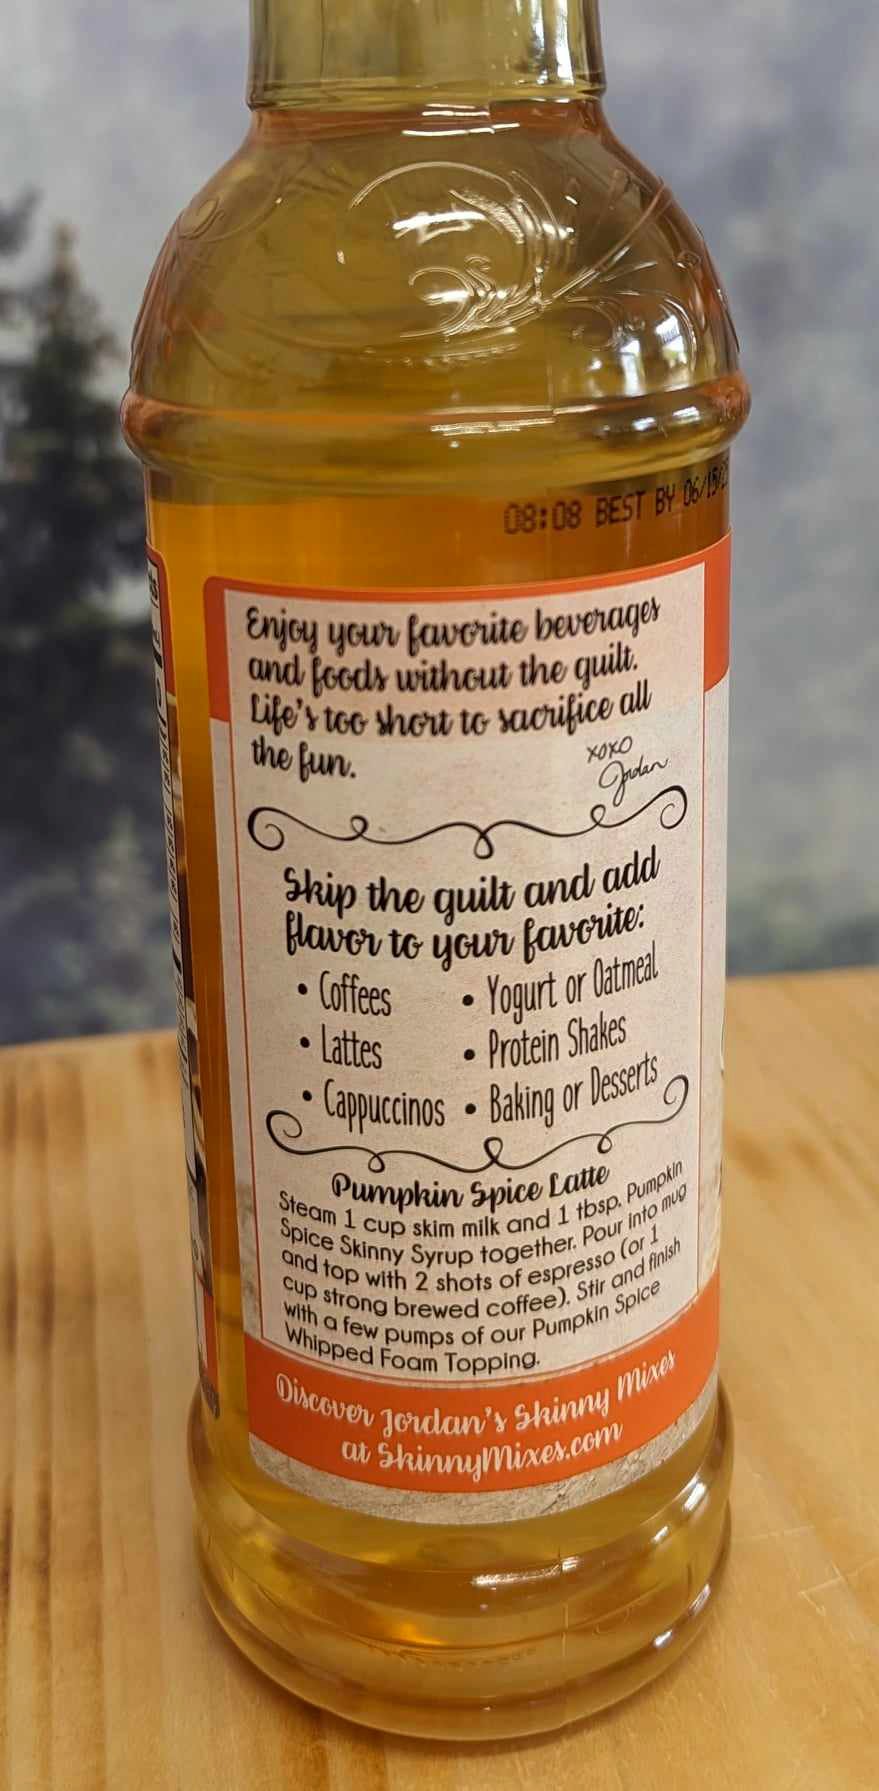 08:08 BEST BY 06/15/2
Enjoy your favorite beverages
and foods without the guilt.
Life's too short to sacrifice all
the fun.
xoxo
Jordan
Skip the guilt and add
flavor to your favorite:
• Coffees
• Lattes
• Cappuccinos
• Yogurt or Oatmeal
• Protein Shakes
• Baking or Desserts
Pumpkin Spice Latte
Steam 1 cup skim milk and 1 tbsp. Pumpkin
Spice Skinny Syrup together. Pour into mug
and top with 2 shots of espresso (or 1
cup strong brewed coffee). Stir and finish
with a few pumps of our Pumpkin Spice
Whipped Foam Topping.
Discover Jordan's Skinny Mixes
at SkinnyMixes.com